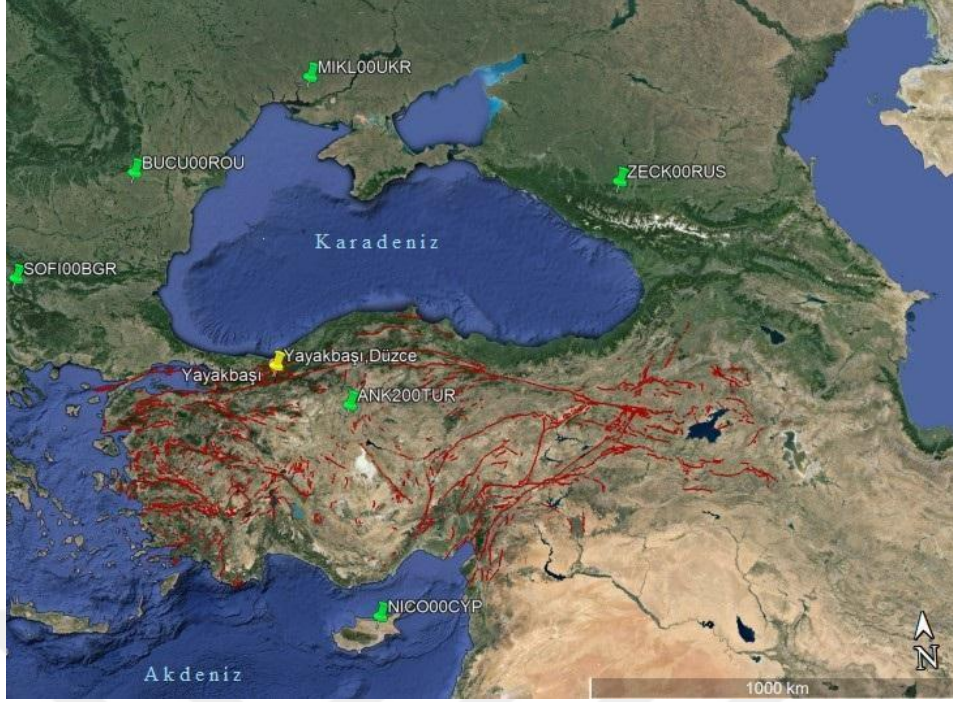 MIKL00UKR
BUCU00ROU
ZECK00RUS
Karadeniz
SOFI00BGR
Yayakbaşı,Düzce
Yayakbaşı
ANK200TUR
NICO00CYP
Akdeniz
N
1000 km